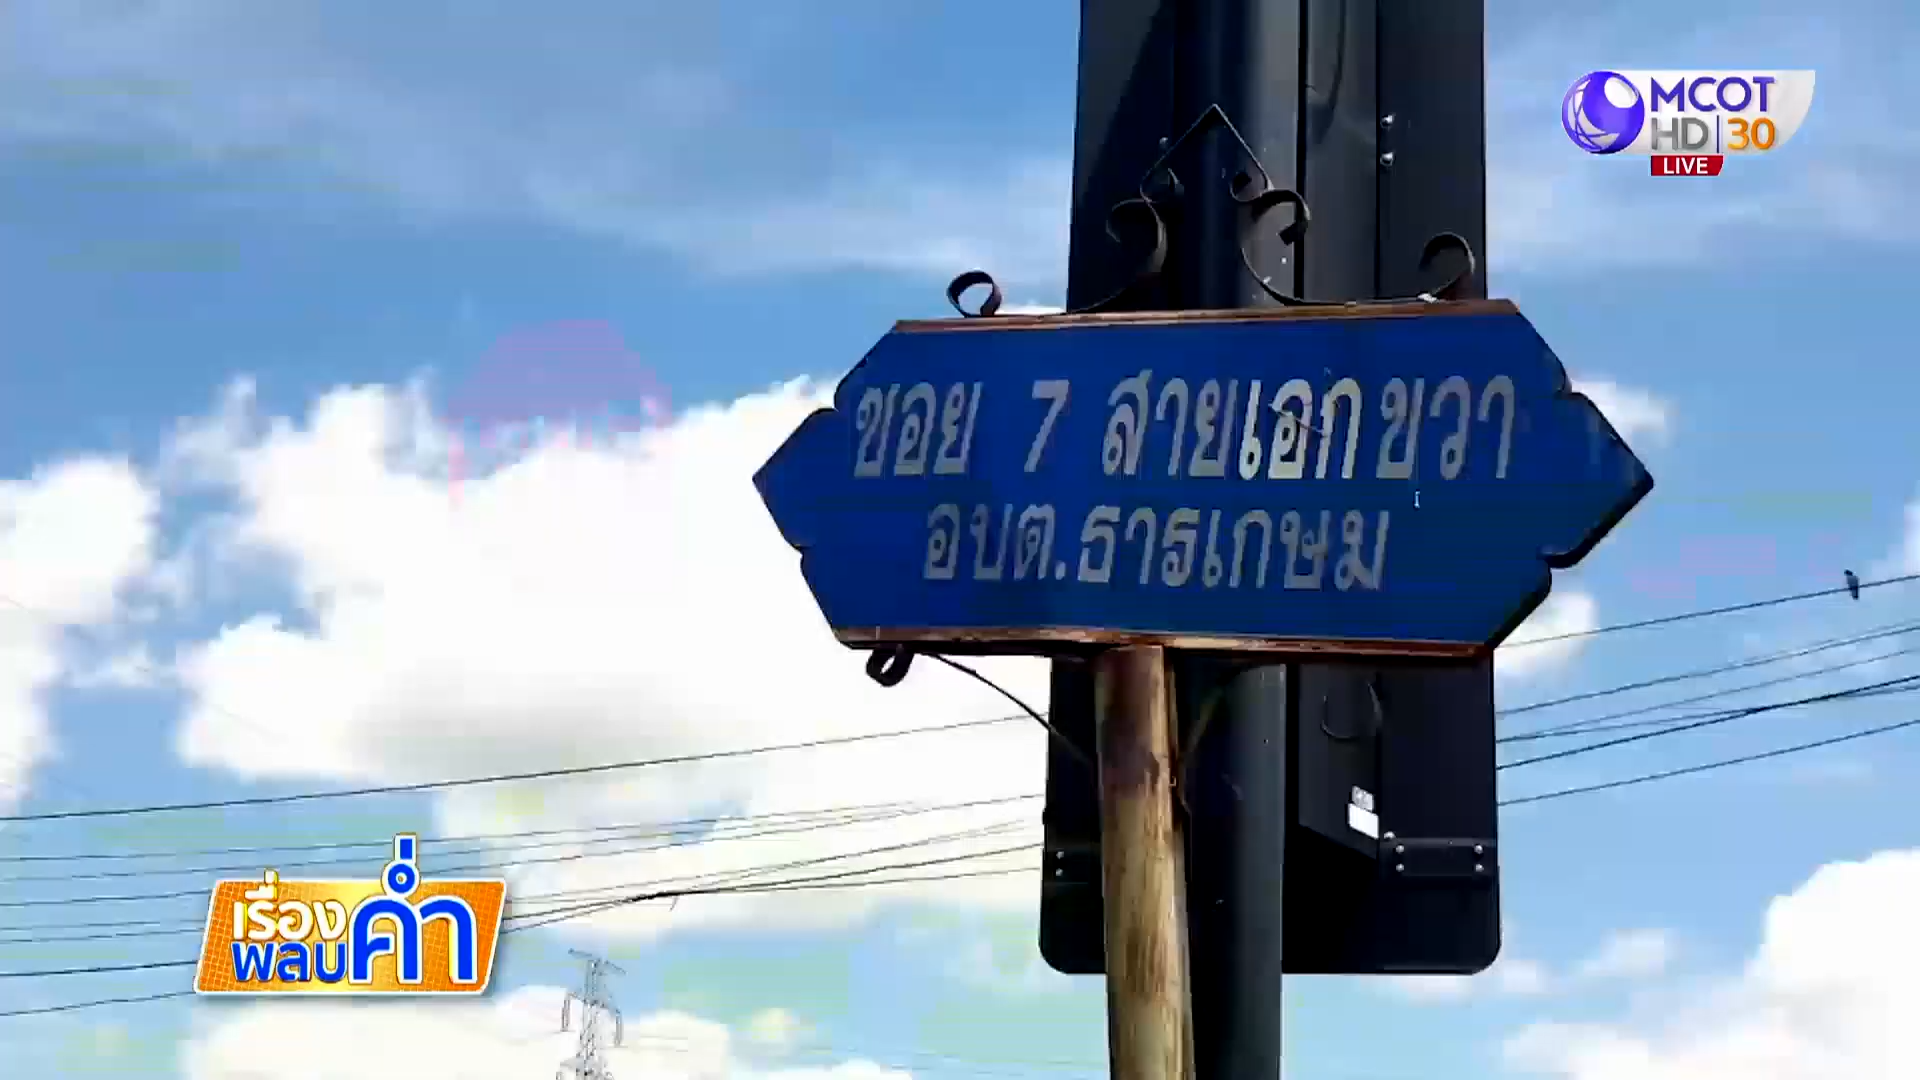 MCOT
HD 30
LIVE
ซอย 7 สายเอกขวา
อบต.ธารเกษม
เรื่อง
พลบค่ำ